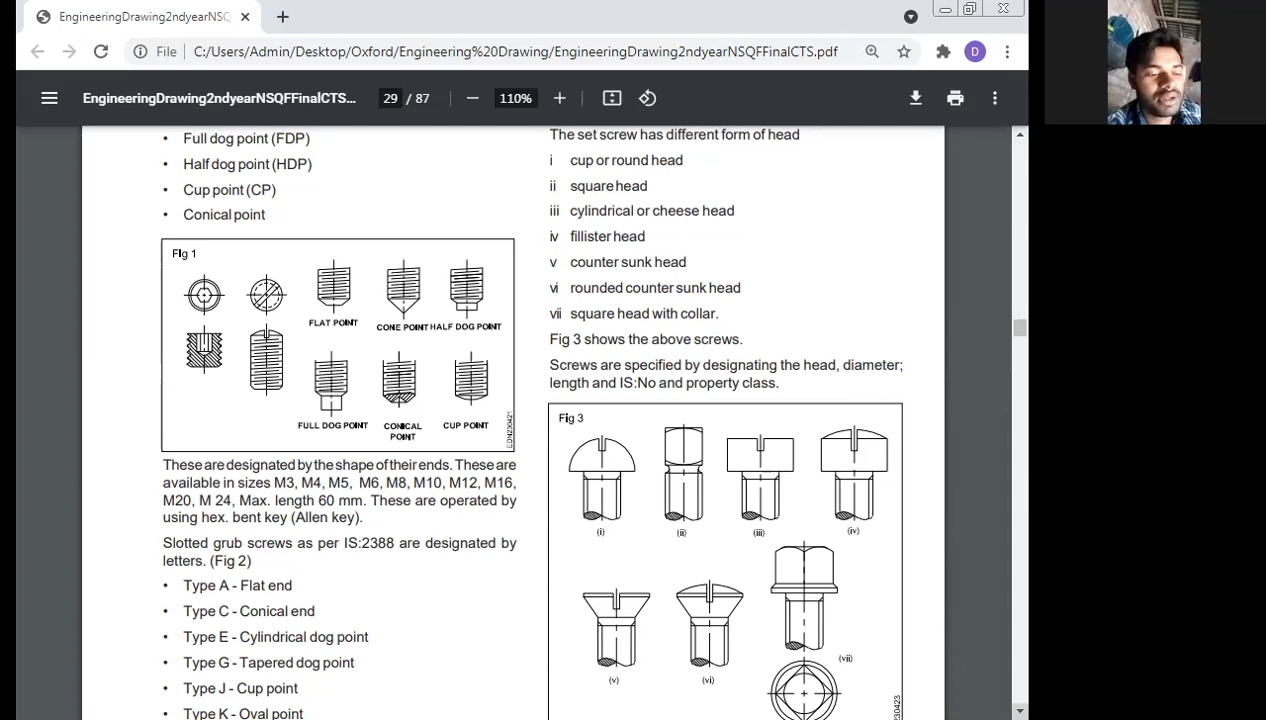 EngineeringDrawing2ndyearNSQ
File
C:/Users/Admin/Desktop/Oxford/Engineering%20Drawing/EngineeringDrawing2ndyearNSQFFinalCTS.pdf
D
EngineeringDrawing2ndyearNSQFFinalCTS...
29 / 87
110%
• Full dog point (FDP)
• Half dog point (HDP)
• Cup point (CP)
• Conical point
Fig 1
FLAT POINT
CONE POINT
HALF DOG POINT
FULL DOG POINT
CONICAL
POINT
CUP POINT
EDN230421
These are designated by the shape of their ends. These are
available in sizes M3, M4, M5, M6, M8, M10, M12, M16,
M20, M 24, Max. length 60 mm. These are operated by
using hex. bent key (Allen key).
Slotted grub screws as per IS:2388 are designated by
letters. (Fig 2)
• Type A - Flat end
• Type C - Conical end
• Type E - Cylindrical dog point
• Type G - Tapered dog point
• Type J - Cup point
• Type K - Oval point
The set screw has different form of head
i cup or round head
ii square head
iii cylindrical or cheese head
iv fillister head
v counter sunk head
vi rounded counter sunk head
vii square head with collar.
Fig 3 shows the above screws.
Screws are specified by designating the head, diameter;
length and IS:No and property class.
Fig 3
(i)
(ii)
(iii)
(iv)
(v)
(vi)
(vii)
230423